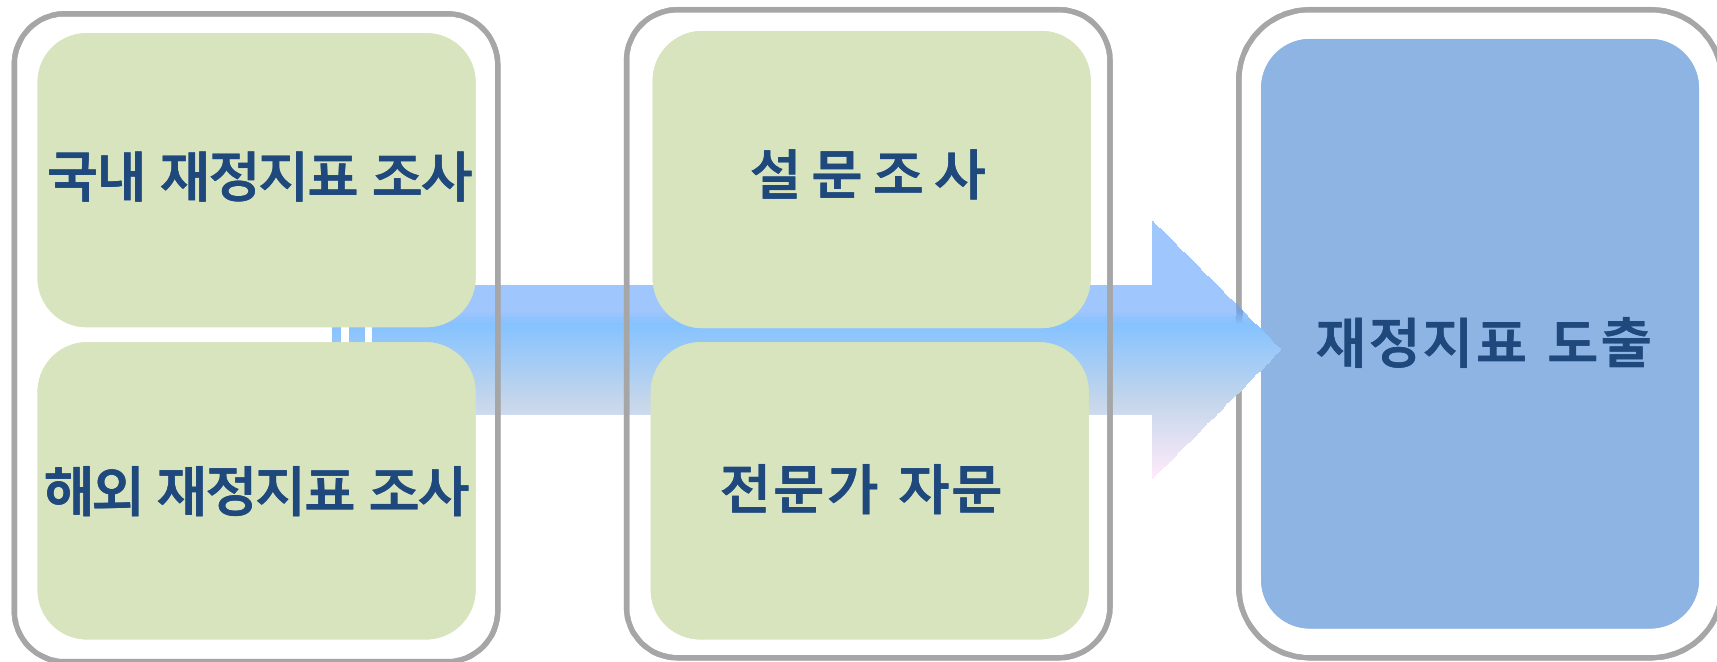 국내 재정지표 조사
해외 재정지표 조사
설문조사
전문가 자문
재정지표 도출